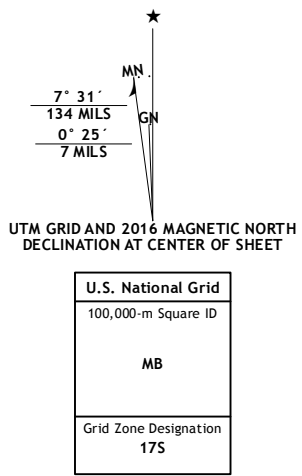 MN
7° 31´
134 MILS
GN
0° 25´
7 MILS
UTM GRID AND 2016 MAGNETIC NORTH
DECLINATION AT CENTER OF SHEET
U.S. National Grid
100,000-m Square ID
MB
Grid Zone Designation
17S